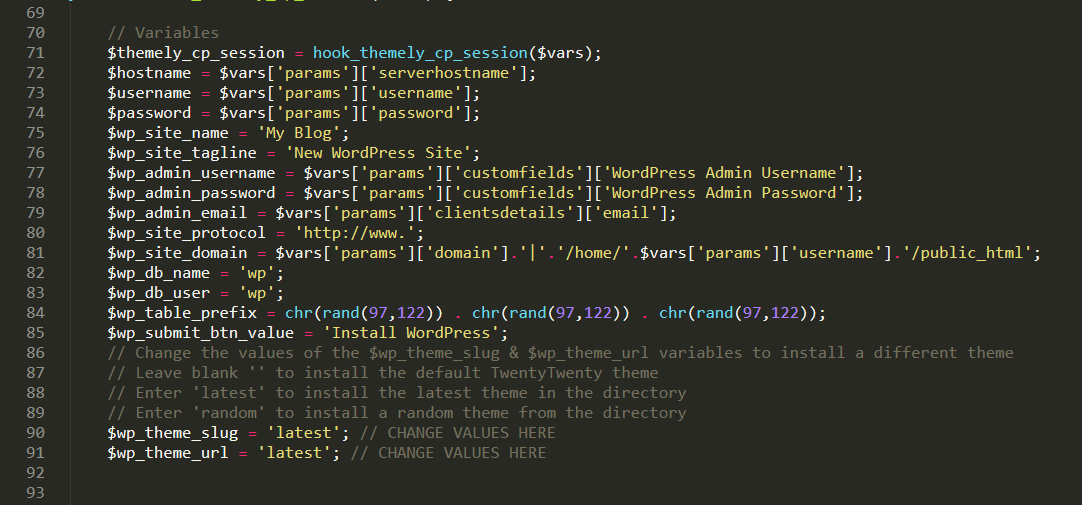 69
70 // Variables
71 $themely_cp_session = hook_themely_cp_session($vars);
72 $hostname = $vars['params']['serverhostname'];
73 $username = $vars['params']['username'];
74 $password = $vars['params']['password'];
75 $wp_site_name = 'My Blog';
76 $wp_site_tagline = 'New WordPress Site';
77 $wp_admin_username = $vars['params']['customfields']['WordPress Admin Username'];
78 $wp_admin_password = $vars['params']['customfields']['WordPress Admin Password'];
79 $wp_admin_email = $vars['params']['clientsdetails']['email'];
80 $wp_site_protocol = 'http://www.';
81 $wp_site_domain = $vars['params']['domain'].'|'.'/home/'.$vars['params']['username'].'/public_html';
82 $wp_db_name = 'wp';
83 $wp_db_user = 'wp';
84 $wp_table_prefix = chr(rand(97,122)) . chr(rand(97,122)) . chr(rand(97,122));
85 $wp_submit_btn_value = 'Install WordPress';
86 // Change the values of the $wp_theme_slug & $wp_theme_url variables to install a different theme
87 // Leave blank '' to install the default TwentyTwenty theme
88 // Enter 'latest' to install the latest theme in the directory
89 // Enter 'random' to install a random theme from the directory
90 $wp_theme_slug = 'latest'; // CHANGE VALUES HERE
91 $wp_theme_url = 'latest'; // CHANGE VALUES HERE
92
93